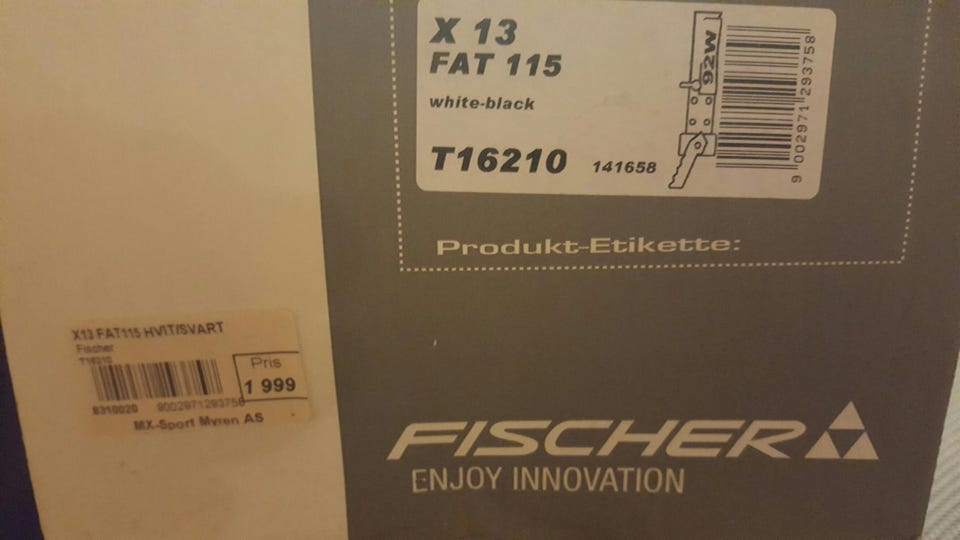 X 13
FAT 115
white-black
T16210 141658
92W
9 002971 293758
Produkt-Etikette:
X13 FAT115 HVIT/SVART
Fischer
T16210
Pris
1 999
8310020 9002971293758
MX-Sport Myren AS
FISCHER
ENJOY INNOVATION